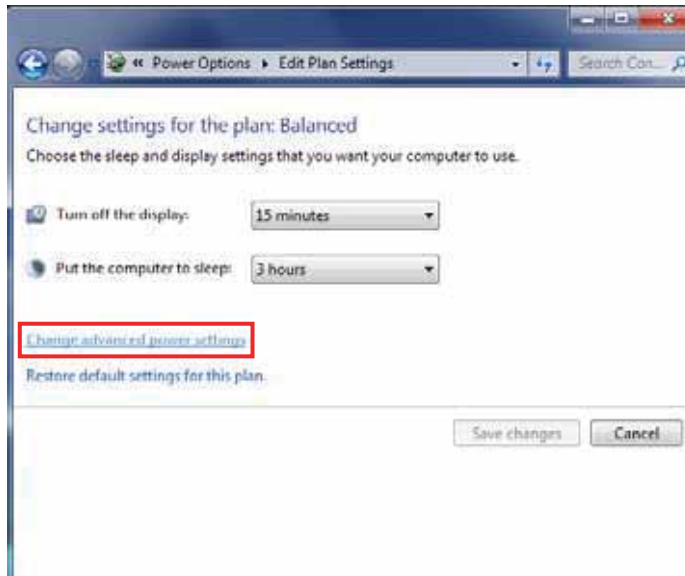 « Power Options ▸ Edit Plan Settings
Search Con...
Change settings for the plan: Balanced
Choose the sleep and display settings that you want your computer to use.
Turn off the display: 15 minutes
Put the computer to sleep: 3 hours
Change advanced power settings
Restore default settings for this plan
Save changes Cancel